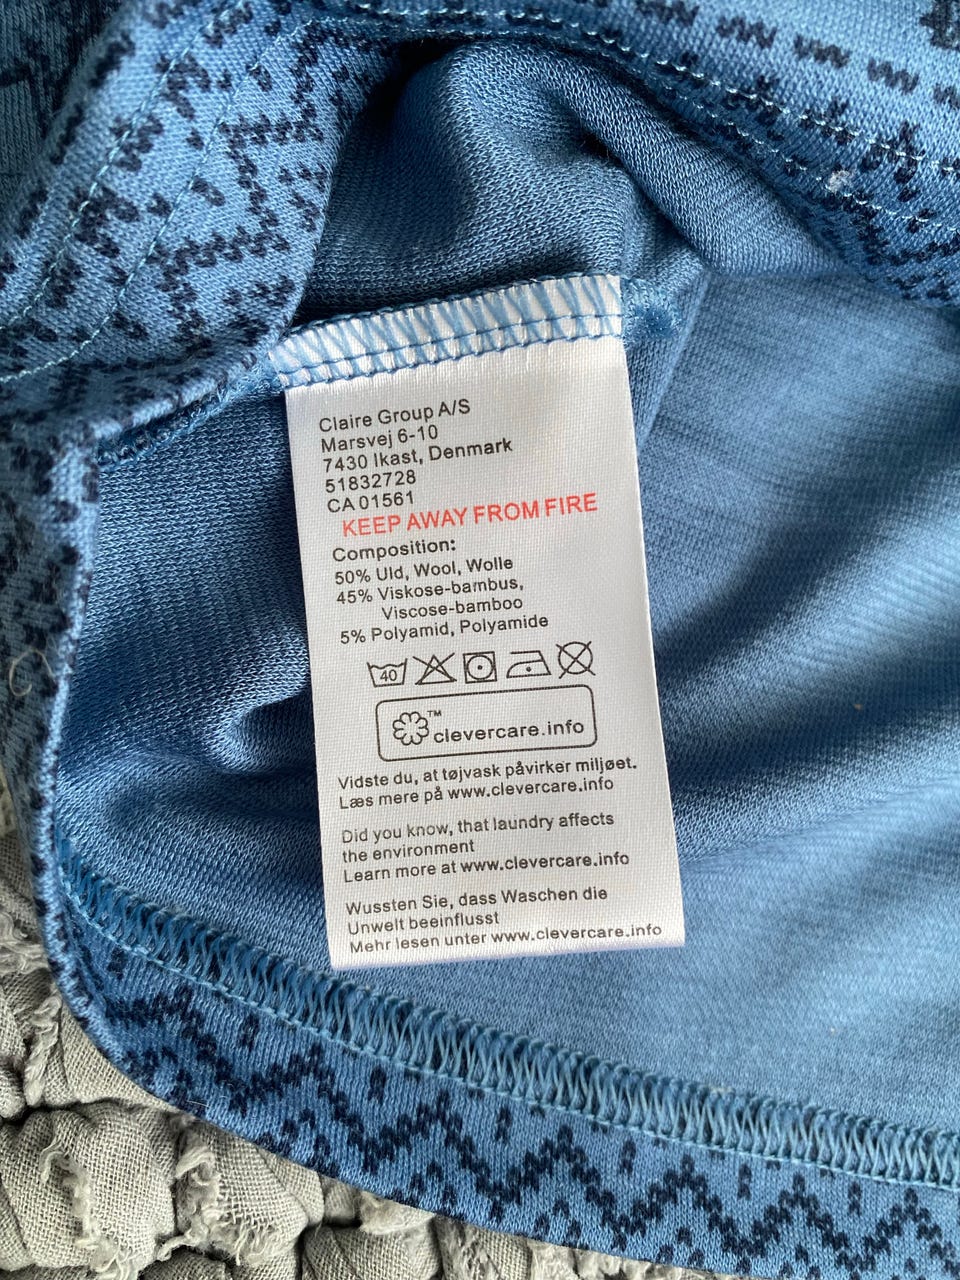 Claire Group A/S
Marsvej 6-10
7430 Ikast, Denmark
51832728
CA 01561
KEEP AWAY FROM FIRE
Composition:
50% Uld, Wool, Wolle
45% Viskose-bambus,
Viscose-bamboo
5% Polyamid, Polyamide
40
™
clevercare.info
Vidste du, at tøjvask påvirker miljøet.
Læs mere på www.clevercare.info
Did you know, that laundry affects
the environment
Learn more at www.clevercare.info
Wussten Sie, dass Waschen die
Unwelt beeinflusst
Mehr lesen unter www.clevercare.info